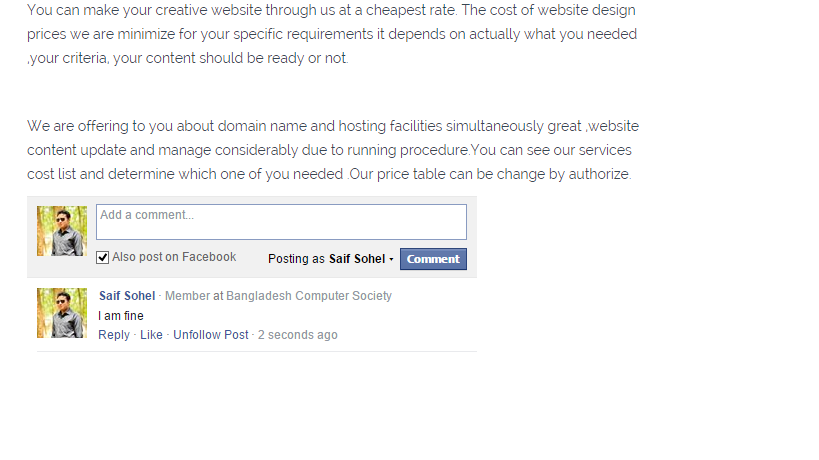 You can make your creative website through us at a cheapest rate. The cost of website design
prices we are minimize for your specific requirements it depends on actually what you needed
,your criteria, your content should be ready or not.
We are offering to you about domain name and hosting facilities simultaneously great ,website
content update and manage considerably due to running procedure.You can see our services
cost list and determine which one of you needed .Our price table can be change by authorize.
Add a comment...
Also post on Facebook Posting as Saif Sohel Comment
Saif Sohel · Member at Bangladesh Computer Society
I am fine
Reply · Like · Unfollow Post · 2 seconds ago